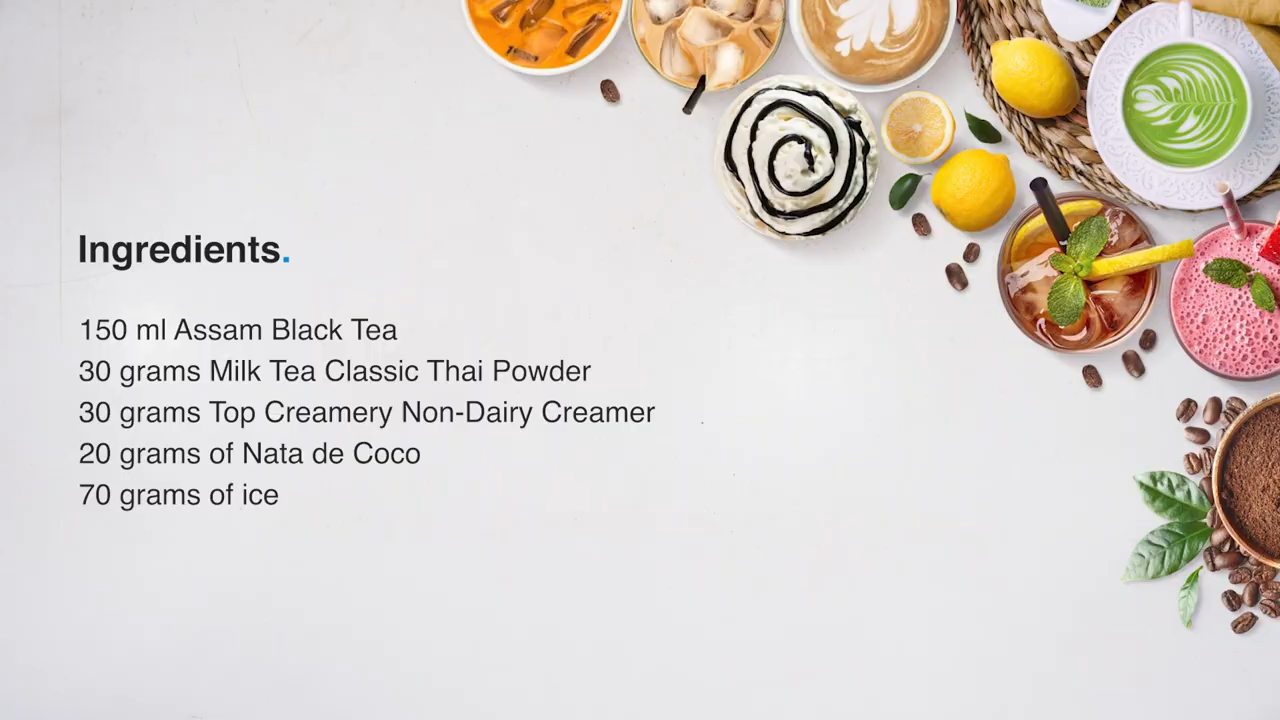 Ingredients.
150 ml Assam Black Tea
30 grams Milk Tea Classic Thai Powder
30 grams Top Creamery Non-Dairy Creamer
20 grams of Nata de Coco
70 grams of ice